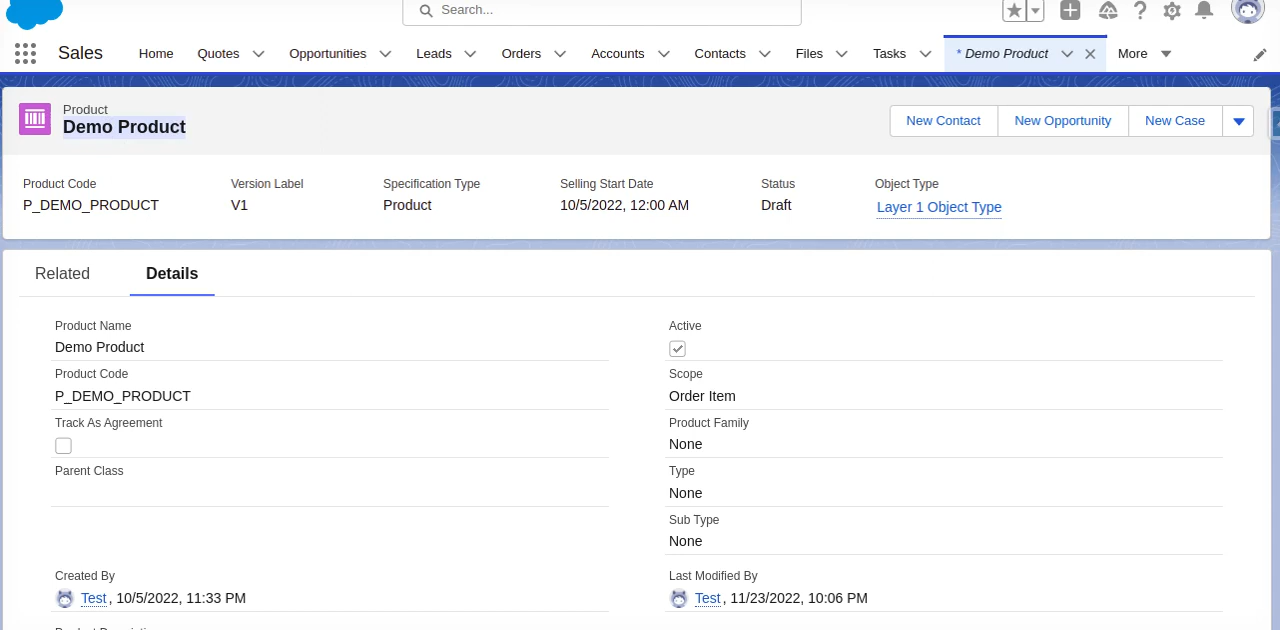 Search...
Sales Home Quotes Opportunities Leads Orders Accounts Contacts Files Tasks * Demo Product More
Product
Demo Product
New Contact New Opportunity New Case
Product Code Version Label Specification Type Selling Start Date Status Object Type
P_DEMO_PRODUCT V1 Product 10/5/2022, 12:00 AM Draft Layer 1 Object Type
Related Details
Product Name Active
Demo Product
Product Code Scope
P_DEMO_PRODUCT Order Item
Track As Agreement Product Family
None
Parent Class Type
None
Sub Type
None
Created By Last Modified By
Test, 10/5/2022, 11:33 PM Test, 11/23/2022, 10:06 PM
Product Description